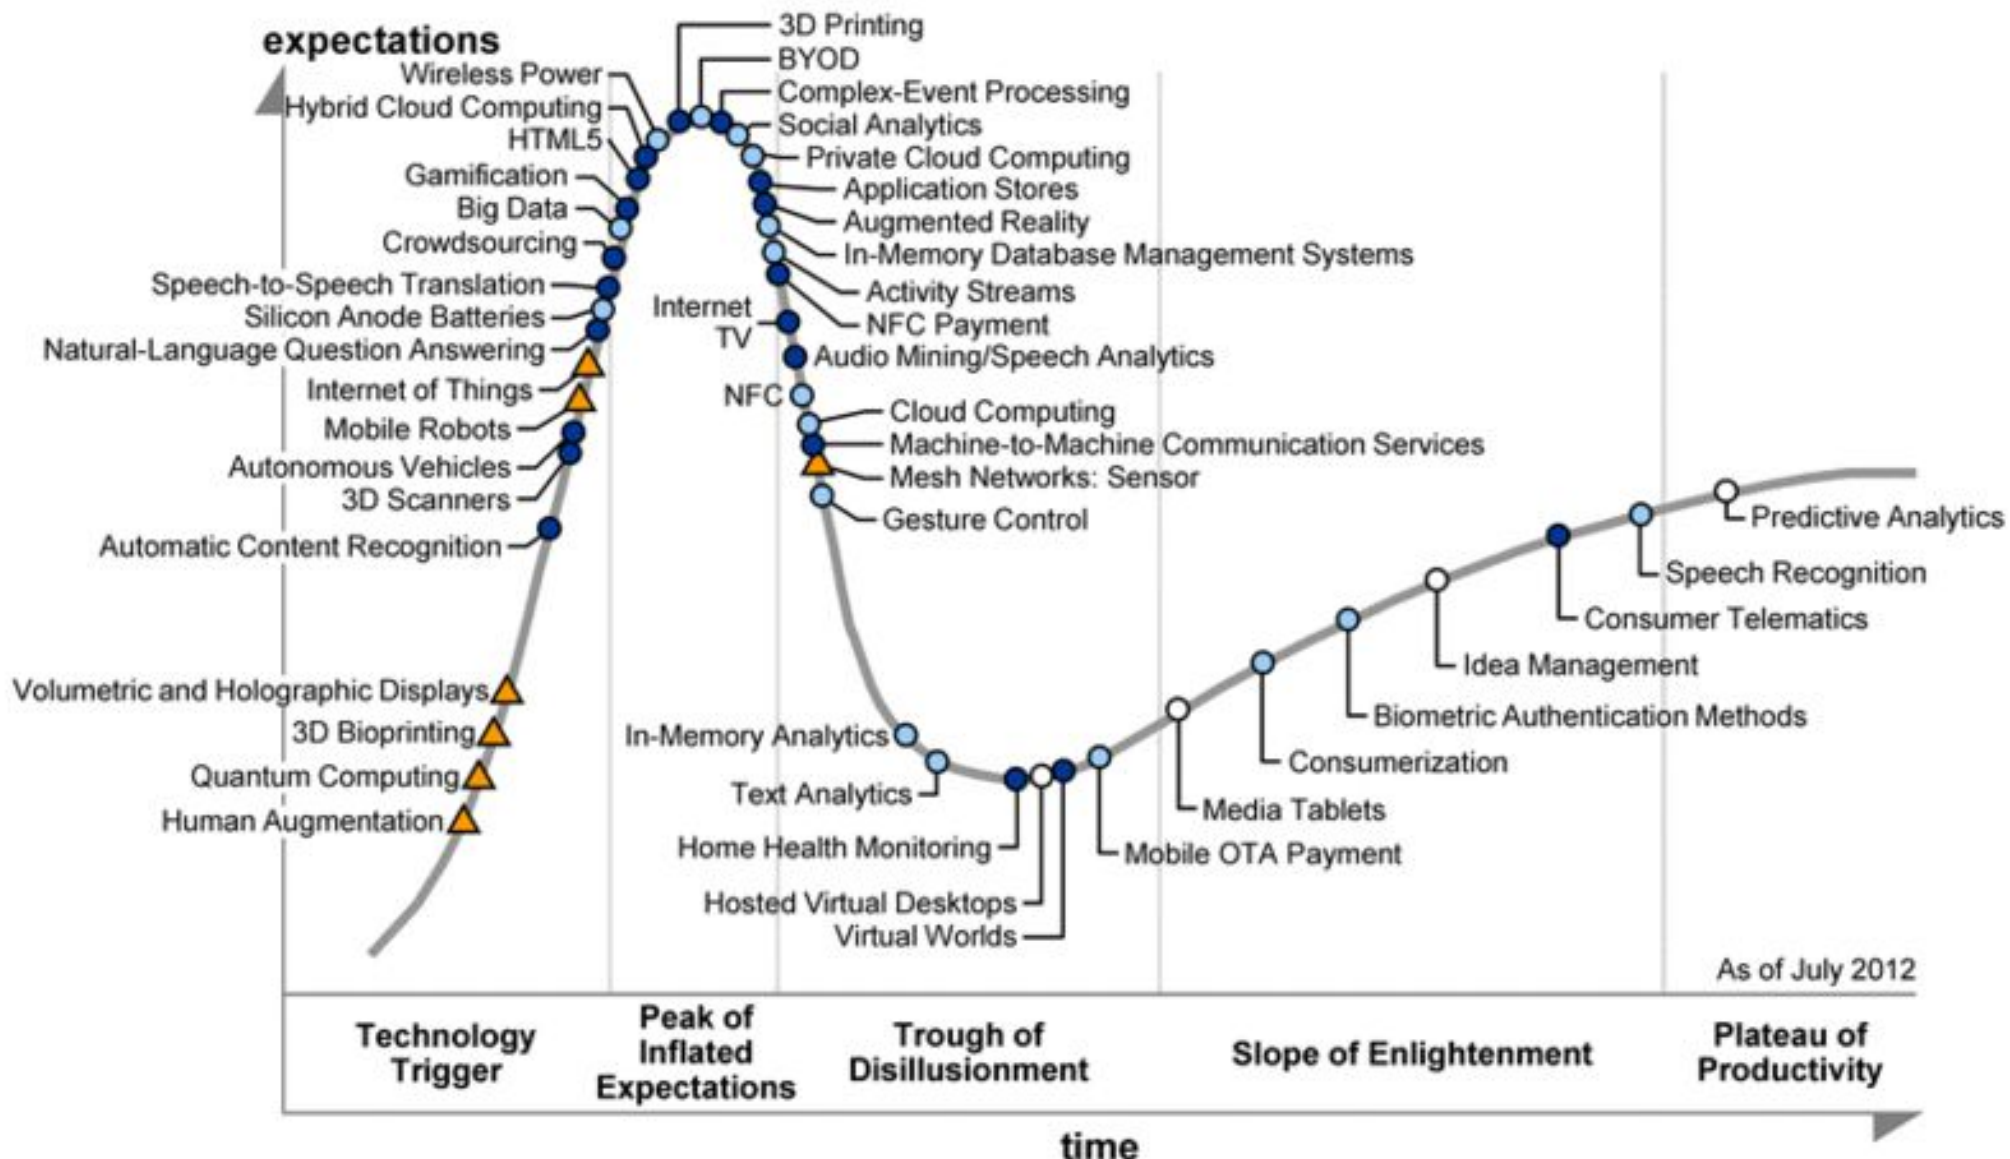 expectations
3D Printing
BYOD
Wireless Power
Complex-Event Processing
Hybrid Cloud Computing
Social Analytics
HTML5
Private Cloud Computing
Gamification
Application Stores
Big Data
Augmented Reality
Crowdsourcing
In-Memory Database Management Systems
Speech-to-Speech Translation
Activity Streams
Silicon Anode Batteries
Internet
TV
NFC Payment
Natural-Language Question Answering
Audio Mining/Speech Analytics
Internet of Things
NFC
Cloud Computing
Mobile Robots
Machine-to-Machine Communication Services
Autonomous Vehicles
Mesh Networks: Sensor
3D Scanners
Gesture Control
Automatic Content Recognition
Predictive Analytics
Speech Recognition
Consumer Telematics
Idea Management
Volumetric and Holographic Displays
Biometric Authentication Methods
3D Bioprinting
In-Memory Analytics
Consumerization
Quantum Computing
Text Analytics
Media Tablets
Human Augmentation
Home Health Monitoring
Mobile OTA Payment
Hosted Virtual Desktops
Virtual Worlds
As of July 2012
Technology
Trigger
Peak of
Inflated
Expectations
Trough of
Disillusionment
Slope of Enlightenment
Plateau of
Productivity
time